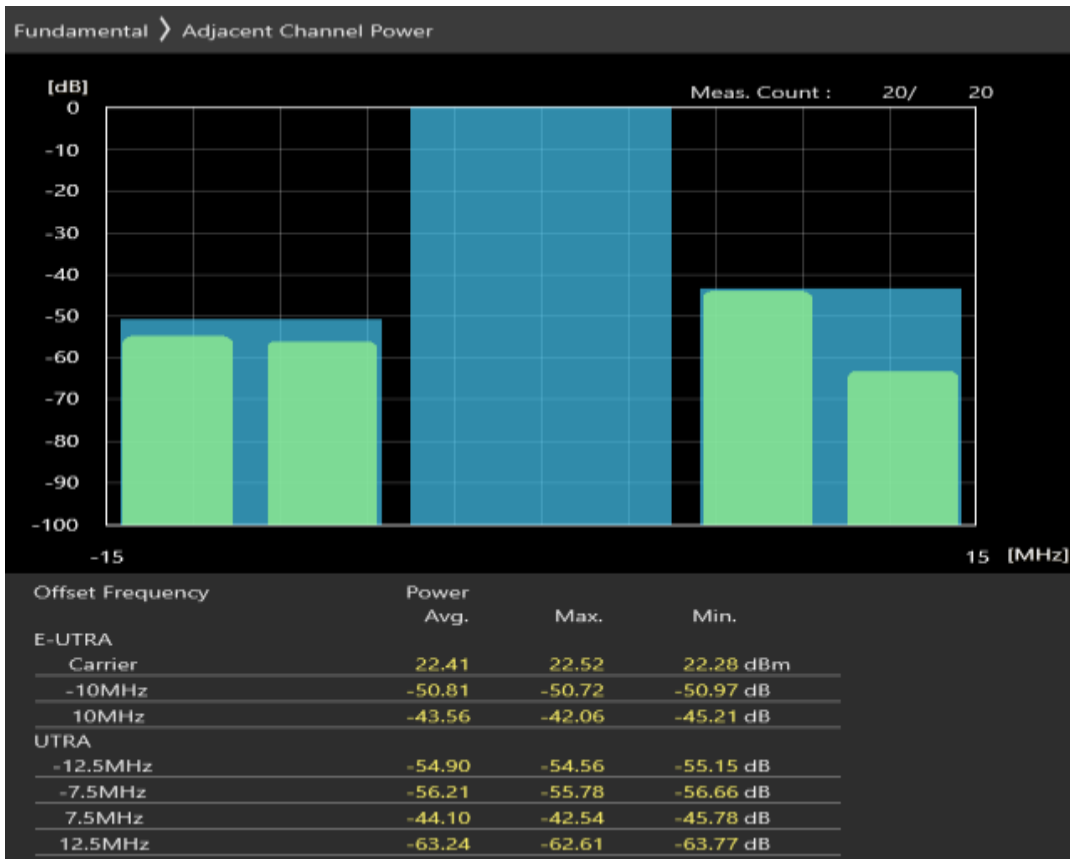 Fundamental 〉 Adjacent Channel Power
[dB]
Meas. Count : 20/ 20
0
-10
-20
-30
-40
-50
-60
-70
-80
-90
-100
-15 15 [MHz]
Offset Frequency Power
Avg. Max. Min.
E-UTRA
Carrier 22.41 22.52 22.28 dBm
-10MHz -50.81 -50.72 -50.97 dB
10MHz -43.56 -42.06 -45.21 dB
UTRA
-12.5MHz -54.90 -54.56 -55.15 dB
-7.5MHz -56.21 -55.78 -56.66 dB
7.5MHz -44.10 -42.54 -45.78 dB
12.5MHz -63.24 -62.61 -63.77 dB